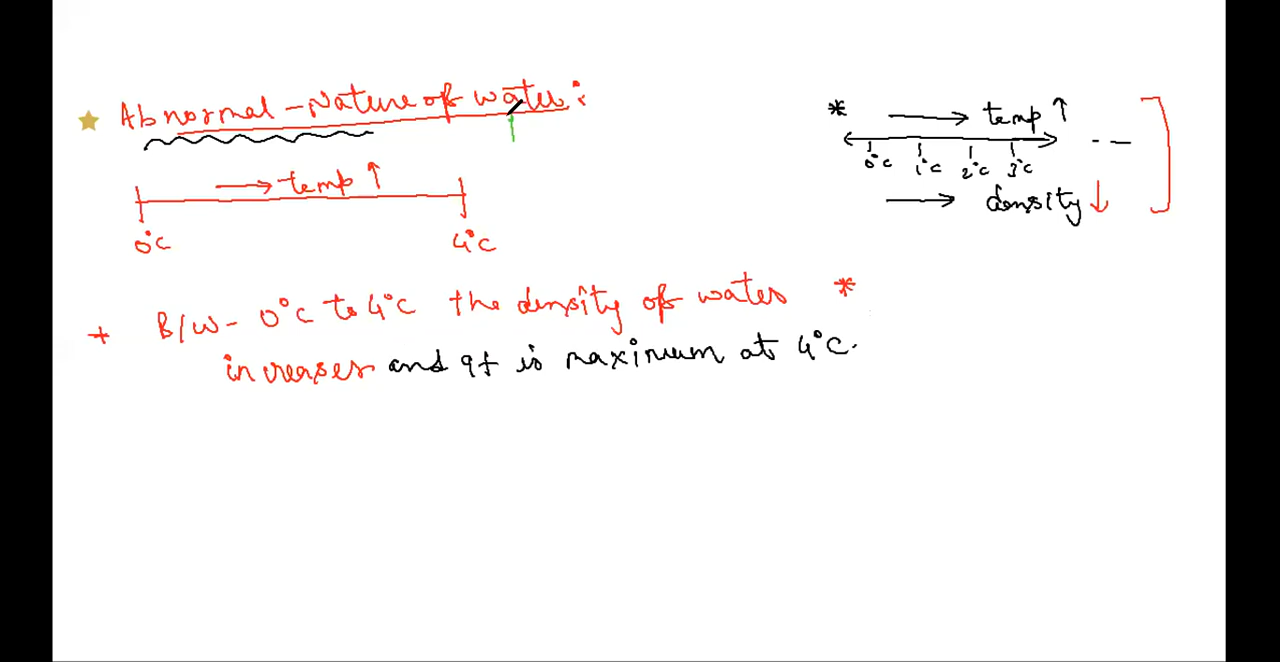 Abnormal - Nature of water :
temp ↑
0°C 4°C
* temp ↑
0°C 1°C 2°C 3°C
density ↓
+ B/w - 0°C to 4°C the density of water *
increases and it is maximum at 4°C.